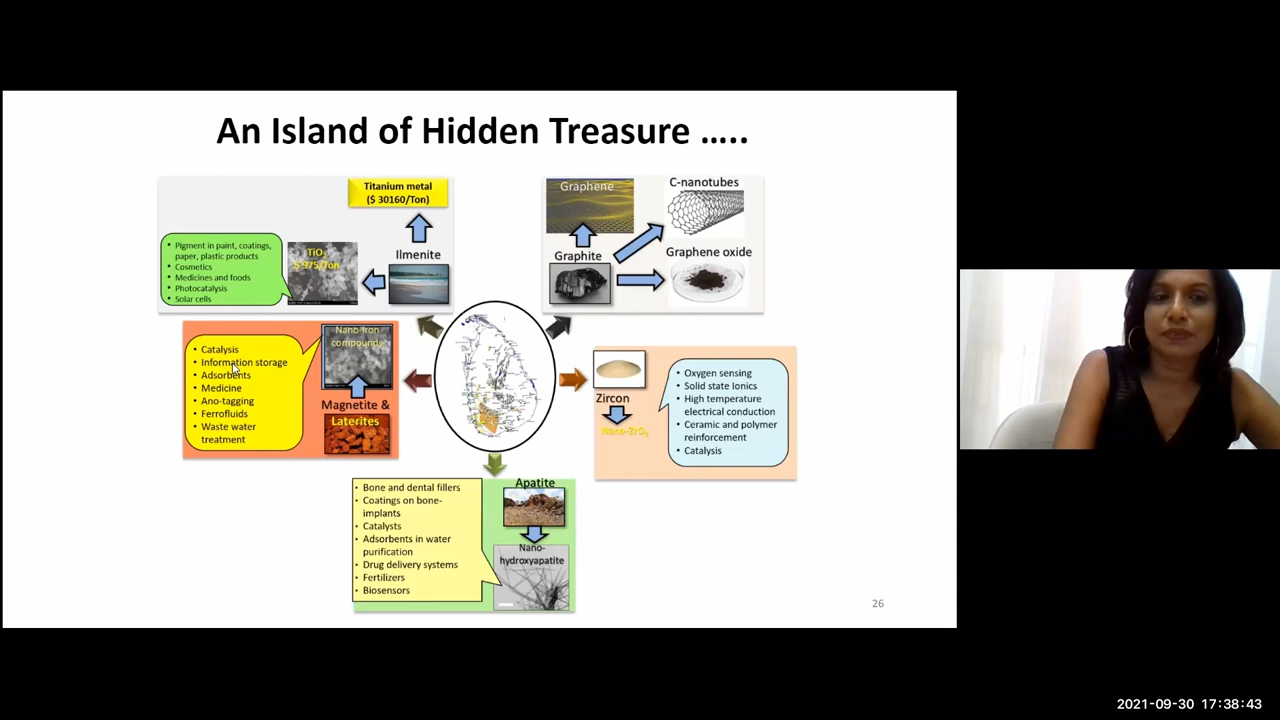 An Island of Hidden Treasure .....
Titanium metal
($ 30160/Ton)
Ilmenite
TiO2
$ 975/Ton
• Pigment in paint, coatings,
paper, plastic products
• Cosmetics
• Medicines and foods
• Photocatalysis
• Solar cells
Graphene
C-nanotubes
Graphite
Graphene oxide
• Catalysis
• Information storage
• Adsorbents
• Medicine
• Ano-tagging
• Ferrofluids
• Waste water
treatment
Nano-Iron
compounds
Magnetite &
Laterites
Zircon
Nano-ZrO2
• Oxygen sensing
• Solid state Ionics
• High temperature
electrical conduction
• Ceramic and polymer
reinforcement
• Catalysis
• Bone and dental fillers
• Coatings on bone-
implants
• Catalysts
• Adsorbents in water
purification
• Drug delivery systems
• Fertilizers
• Biosensors
Apatite
Nano-
hydroxyapatite
26
2021-09-30 17:38:43